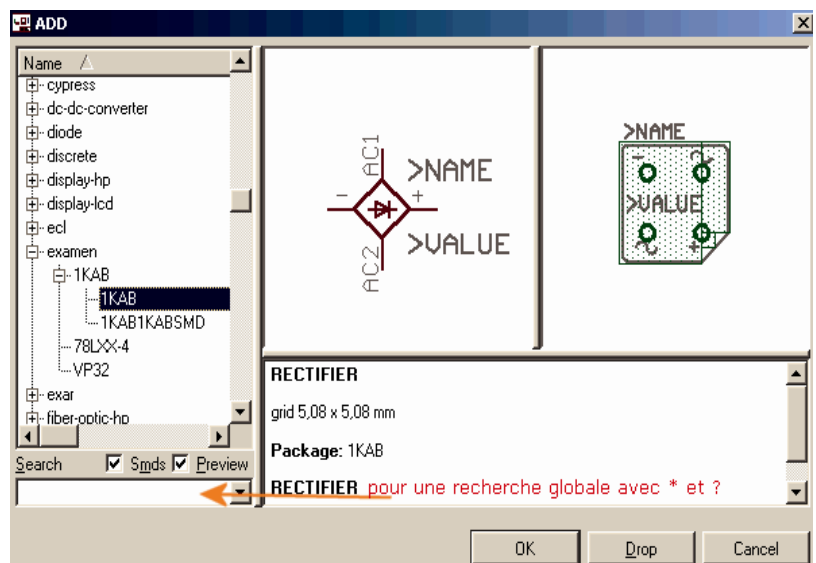 ADD
Name
cypress
dc-dc-converter
diode
discrete
display-hp
display-lcd
ecl
examen
1KAB
1KAB
1KAB1KABSMD
78LXX-4
VP32
exar
fiber-optic-hp
Search Smds Preview
AC1
>NAME
- +
>VALUE
AC2
>NAME
- ~
>VALUE
~ +
RECTIFIER
grid 5,08 x 5,08 mm
Package: 1KAB
RECTIFIER pour une recherche globale avec * et ?
OK Drop Cancel